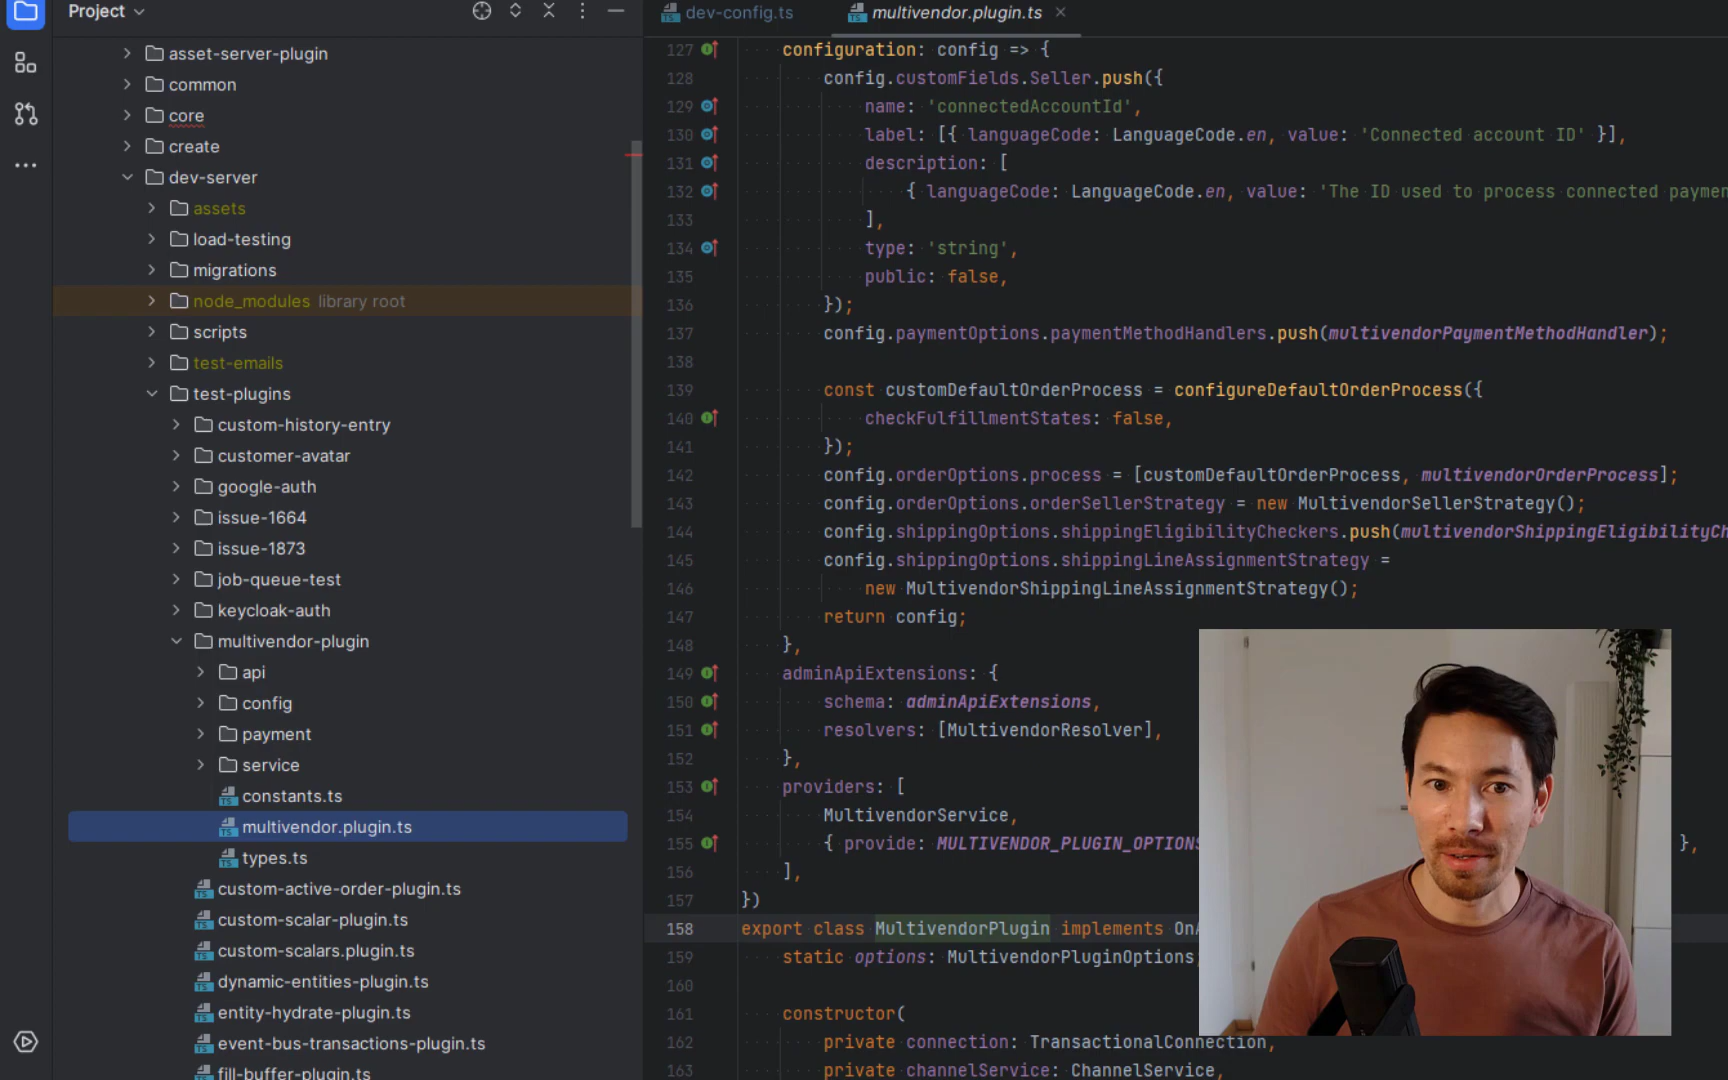 Project
asset-server-plugin
common
core
create
dev-server
assets
load-testing
migrations
node_modules library root
scripts
test-emails
test-plugins
custom-history-entry
customer-avatar
google-auth
issue-1664
issue-1873
job-queue-test
keycloak-auth
multivendor-plugin
api
config
payment
service
constants.ts
multivendor.plugin.ts
types.ts
custom-active-order-plugin.ts
custom-scalar-plugin.ts
custom-scalars.plugin.ts
dynamic-entities-plugin.ts
entity-hydrate-plugin.ts
event-bus-transactions-plugin.ts
fill-buffer-plugin.ts
dev-config.ts
multivendor.plugin.ts
127 configuration: config => {
128 config.customFields.Seller.push({
129 name: 'connectedAccountId',
130 label: [{ languageCode: LanguageCode.en, value: 'Connected account ID' }],
131 description: [
132 { languageCode: LanguageCode.en, value: 'The ID used to process connected paymen
133 ],
134 type: 'string',
135 public: false,
136 });
137 config.paymentOptions.paymentMethodHandlers.push(multivendorPaymentMethodHandler);
138
139 const customDefaultOrderProcess = configureDefaultOrderProcess({
140 checkFulfillmentStates: false,
141 });
142 config.orderOptions.process = [customDefaultOrderProcess, multivendorOrderProcess];
143 config.orderOptions.orderSellerStrategy = new MultivendorSellerStrategy();
144 config.shippingOptions.shippingEligibilityCheckers.push(multivendorShippingEligibilityCh
145 config.shippingOptions.shippingLineAssignmentStrategy =
146 new MultivendorShippingLineAssignmentStrategy();
147 return config;
148 },
149 adminApiExtensions: {
150 schema: adminApiExtensions,
151 resolvers: [MultivendorResolver],
152 },
153 providers: [
154 MultivendorService,
155 { provide: MULTIVENDOR_PLUGIN_OPTIONS },
156 ],
157 })
158 export class MultivendorPlugin implements OnA
159 static options: MultivendorPluginOptions;
160
161 constructor(
162 private connection: TransactionalConnection,
163 private channelService: ChannelService,